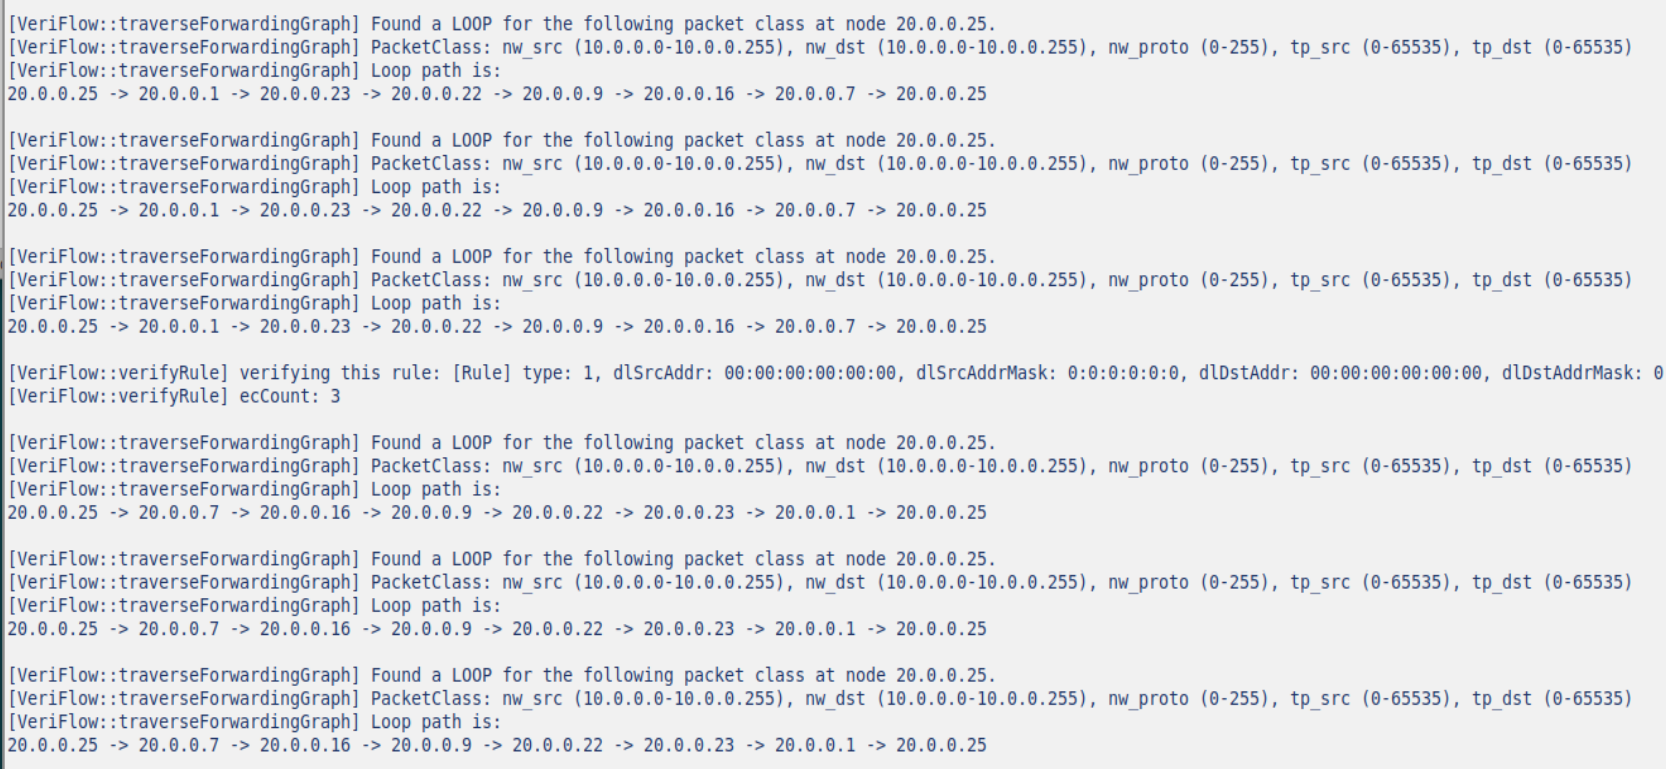 [VeriFlow::traverseForwardingGraph] Found a LOOP for the following packet class at node 20.0.0.25.
[VeriFlow::traverseForwardingGraph] PacketClass: nw_src (10.0.0.0-10.0.0.255), nw_dst (10.0.0.0-10.0.0.255), nw_proto (0-255), tp_src (0-65535), tp_dst (0-65535)
[VeriFlow::traverseForwardingGraph] Loop path is:
20.0.0.25 -> 20.0.0.1 -> 20.0.0.23 -> 20.0.0.22 -> 20.0.0.9 -> 20.0.0.16 -> 20.0.0.7 -> 20.0.0.25
[VeriFlow::traverseForwardingGraph] Found a LOOP for the following packet class at node 20.0.0.25.
[VeriFlow::traverseForwardingGraph] PacketClass: nw_src (10.0.0.0-10.0.0.255), nw_dst (10.0.0.0-10.0.0.255), nw_proto (0-255), tp_src (0-65535), tp_dst (0-65535)
[VeriFlow::traverseForwardingGraph] Loop path is:
20.0.0.25 -> 20.0.0.1 -> 20.0.0.23 -> 20.0.0.22 -> 20.0.0.9 -> 20.0.0.16 -> 20.0.0.7 -> 20.0.0.25
[VeriFlow::traverseForwardingGraph] Found a LOOP for the following packet class at node 20.0.0.25.
[VeriFlow::traverseForwardingGraph] PacketClass: nw_src (10.0.0.0-10.0.0.255), nw_dst (10.0.0.0-10.0.0.255), nw_proto (0-255), tp_src (0-65535), tp_dst (0-65535)
[VeriFlow::traverseForwardingGraph] Loop path is:
20.0.0.25 -> 20.0.0.1 -> 20.0.0.23 -> 20.0.0.22 -> 20.0.0.9 -> 20.0.0.16 -> 20.0.0.7 -> 20.0.0.25
[VeriFlow::verifyRule] verifying this rule: [Rule] type: 1, dlSrcAddr: 00:00:00:00:00:00, dlSrcAddrMask: 0:0:0:0:0:0, dlDstAddr: 00:00:00:00:00:00, dlDstAddrMask: 0
[VeriFlow::verifyRule] ecCount: 3
[VeriFlow::traverseForwardingGraph] Found a LOOP for the following packet class at node 20.0.0.25.
[VeriFlow::traverseForwardingGraph] PacketClass: nw_src (10.0.0.0-10.0.0.255), nw_dst (10.0.0.0-10.0.0.255), nw_proto (0-255), tp_src (0-65535), tp_dst (0-65535)
[VeriFlow::traverseForwardingGraph] Loop path is:
20.0.0.25 -> 20.0.0.7 -> 20.0.0.16 -> 20.0.0.9 -> 20.0.0.22 -> 20.0.0.23 -> 20.0.0.1 -> 20.0.0.25
[VeriFlow::traverseForwardingGraph] Found a LOOP for the following packet class at node 20.0.0.25.
[VeriFlow::traverseForwardingGraph] PacketClass: nw_src (10.0.0.0-10.0.0.255), nw_dst (10.0.0.0-10.0.0.255), nw_proto (0-255), tp_src (0-65535), tp_dst (0-65535)
[VeriFlow::traverseForwardingGraph] Loop path is:
20.0.0.25 -> 20.0.0.7 -> 20.0.0.16 -> 20.0.0.9 -> 20.0.0.22 -> 20.0.0.23 -> 20.0.0.1 -> 20.0.0.25
[VeriFlow::traverseForwardingGraph] Found a LOOP for the following packet class at node 20.0.0.25.
[VeriFlow::traverseForwardingGraph] PacketClass: nw_src (10.0.0.0-10.0.0.255), nw_dst (10.0.0.0-10.0.0.255), nw_proto (0-255), tp_src (0-65535), tp_dst (0-65535)
[VeriFlow::traverseForwardingGraph] Loop path is:
20.0.0.25 -> 20.0.0.7 -> 20.0.0.16 -> 20.0.0.9 -> 20.0.0.22 -> 20.0.0.23 -> 20.0.0.1 -> 20.0.0.25